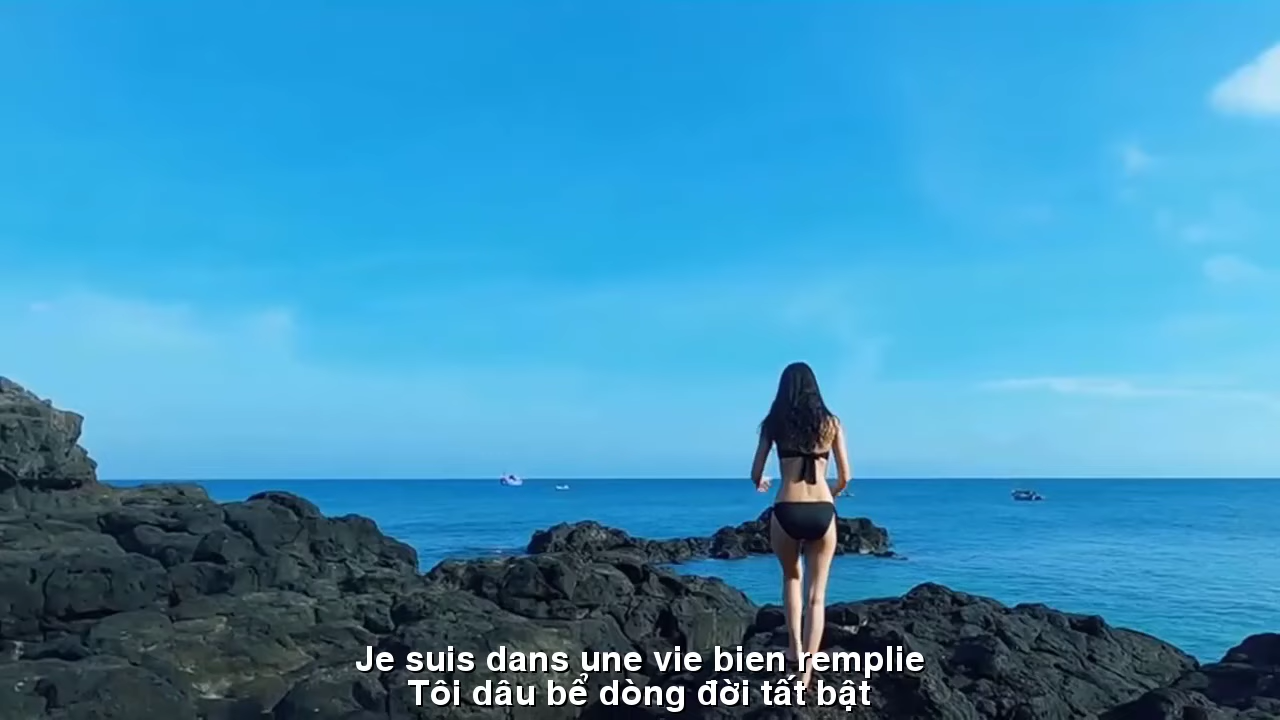 Je suis dans une vie bien remplie
Tôi dâu bể dòng đời tất bật